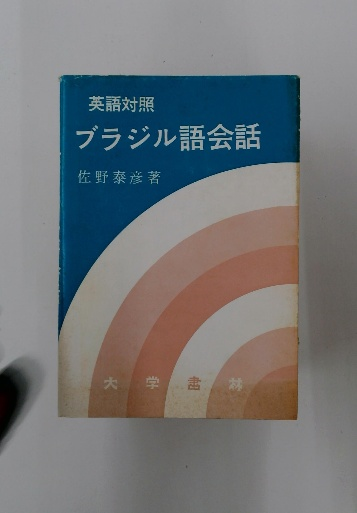 英語対照
ブラジル語会話
佐野泰彦著
大学書林